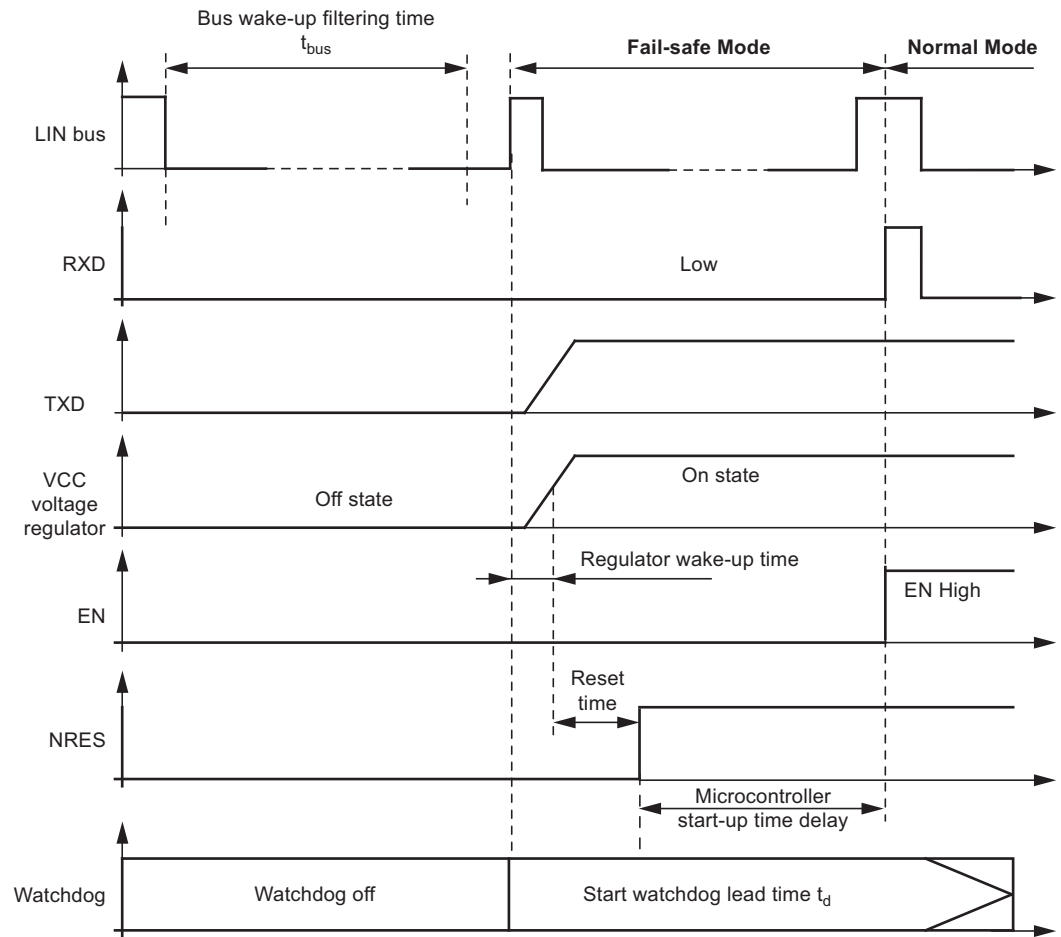 Bus wake-up filtering time
tbus
Fail-safe Mode
Normal Mode
LIN bus
RXD
Low
TXD
VCC
voltage
regulator
Off state
On state
Regulator wake-up time
EN
EN High
Reset
time
NRES
Microcontroller
start-up time delay
Watchdog
Watchdog off
Start watchdog lead time td